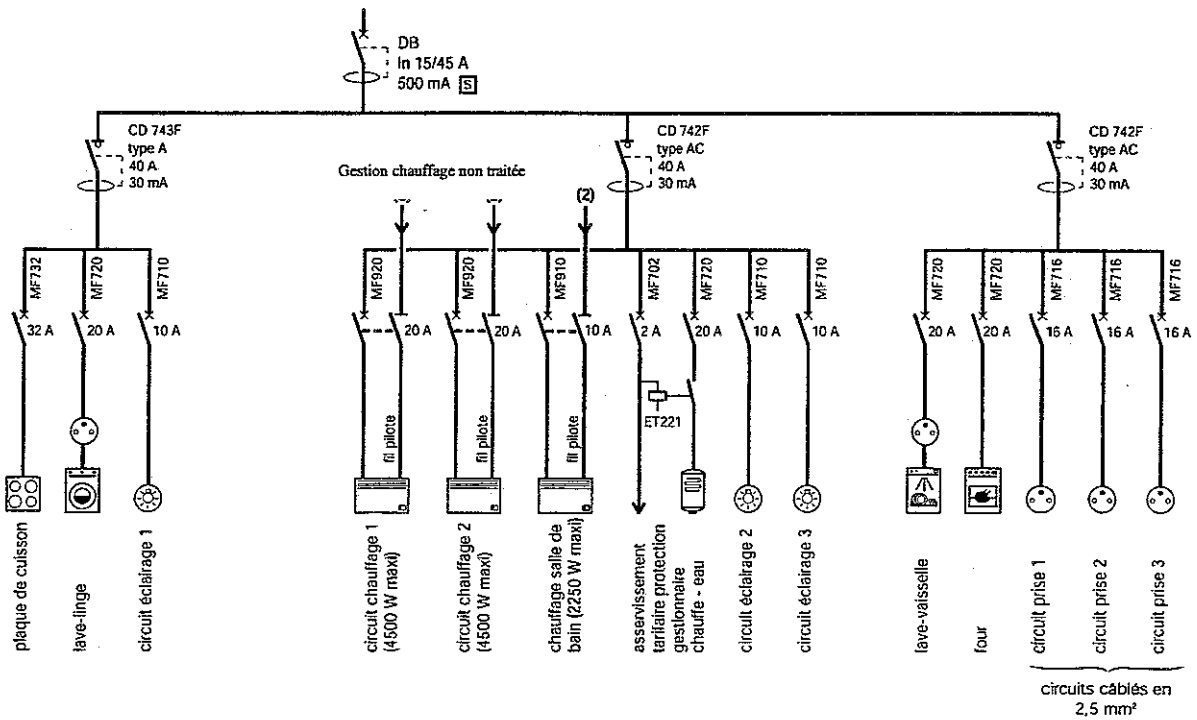 DB
In 15/45 A
500 mA S
CD 743F
type A
40 A
30 mA
Gestion chauffage non traitée
(2)
CD 742F
type AC
40 A
30 mA
CD 742F
type AC
40 A
30 mA
MF732
MF720
MF710
MF920
MF920
MF910
MF702
MF720
MF710
MF710
MF720
MF720
MF716
MF716
MF716
32 A
20 A
10 A
20 A
20 A
10 A
2 A
20 A
10 A
10 A
20 A
20 A
16 A
16 A
16 A
ET221
fil pilote
fil pilote
fil pilote
plaque de cuisson
lave-linge
circuit éclairage 1
circuit chauffage 1
(4500 W maxi)
circuit chauffage 2
(4500 W maxi)
chauffage salle de
bain (2250 W maxi)
asservissement
tarifaire protection
gestionnaire
chauffe - eau
circuit éclairage 2
circuit éclairage 3
lave-vaisselle
four
circuit prise 1
circuit prise 2
circuit prise 3
circuits câblés en
2,5 mm²